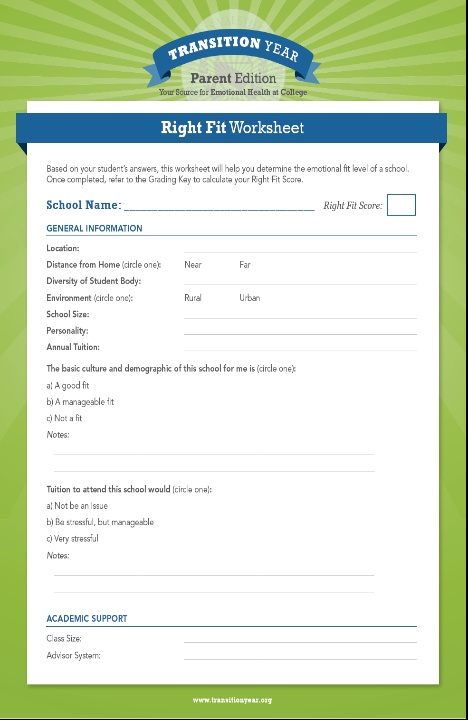 TRANSITION YEAR
Parent Edition
Your Source for Emotional Health at College
Right Fit Worksheet
Based on your student's answers, this worksheet will help you determine the emotional fit level of a school.
Once completed, refer to the Grading Key to calculate your Right Fit Score.
School Name: Right Fit Score:
GENERAL INFORMATION
Location:
Distance from Home (circle one): Near Far
Diversity of Student Body:
Environment (circle one): Rural Urban
School Size:
Personality:
Annual Tuition:
The basic culture and demographic of this school for me is (circle one):
a) A good fit
b) A manageable fit
c) Not a fit
Notes:
Tuition to attend this school would (circle one):
a) Not be an issue
b) Be stressful, but manageable
c) Very stressful
Notes:
ACADEMIC SUPPORT
Class Size:
Advisor System:
www.transitionyear.org